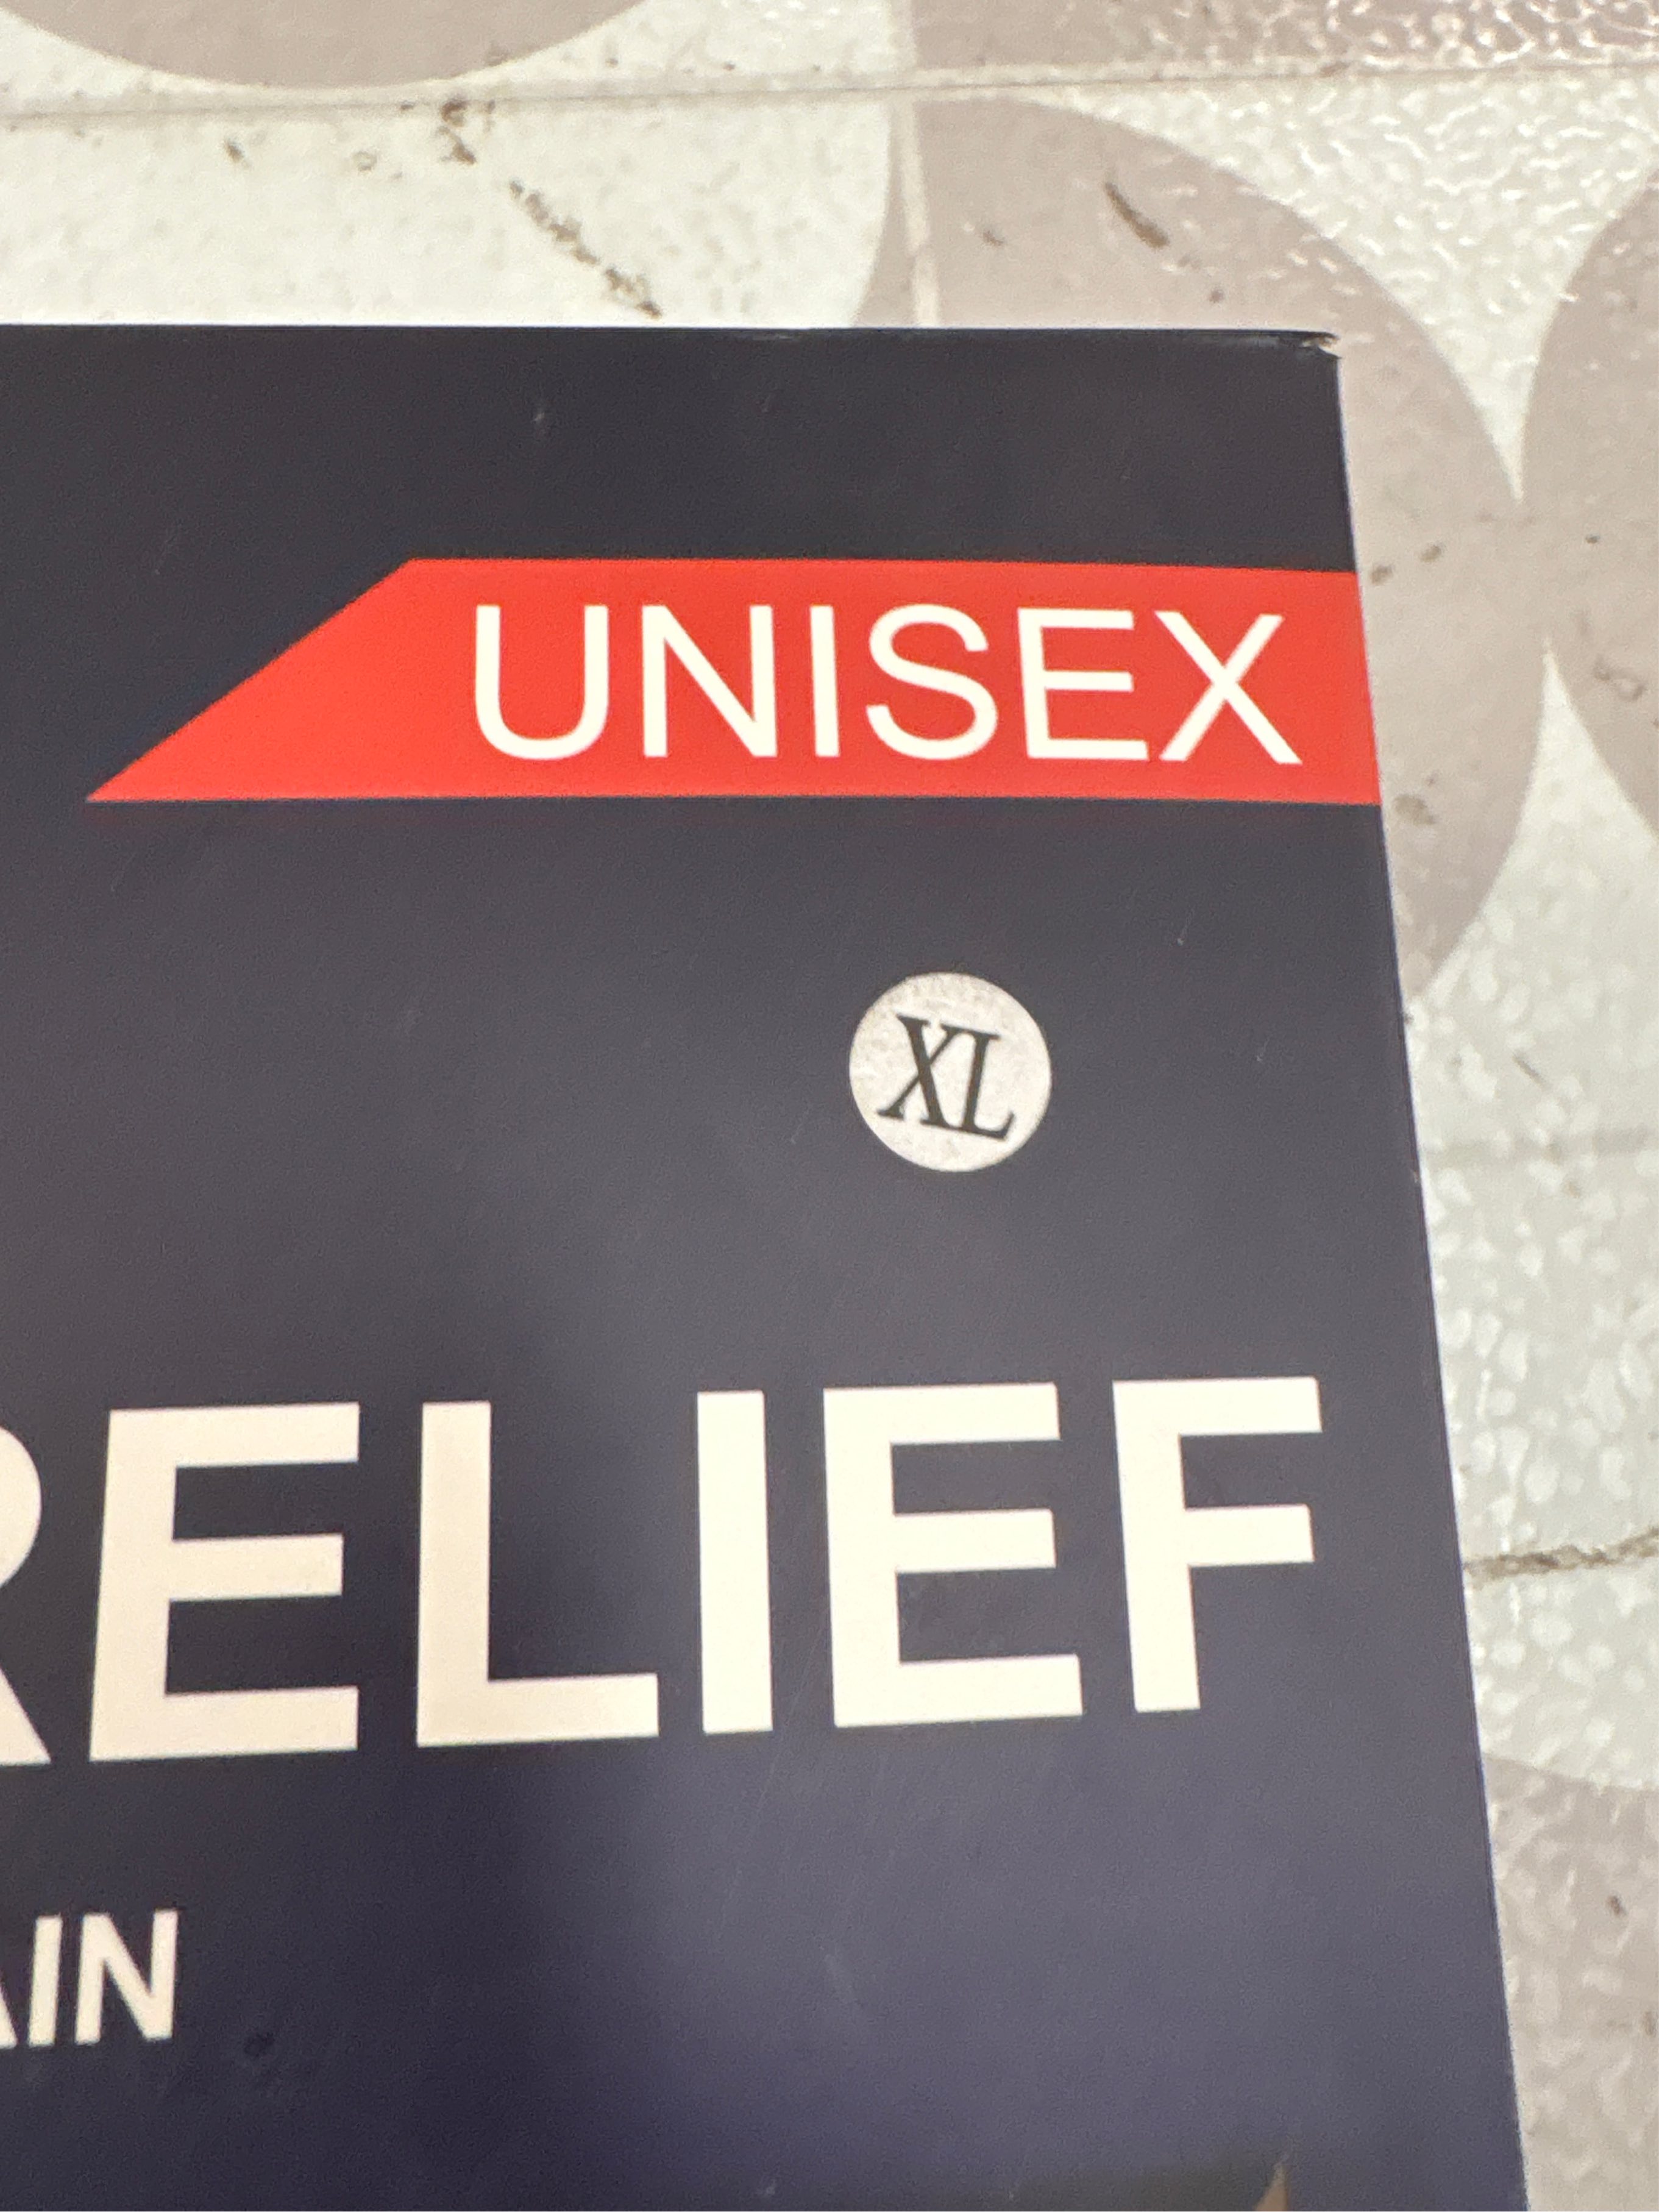 UNISEX
XL
RELIEF
AIN